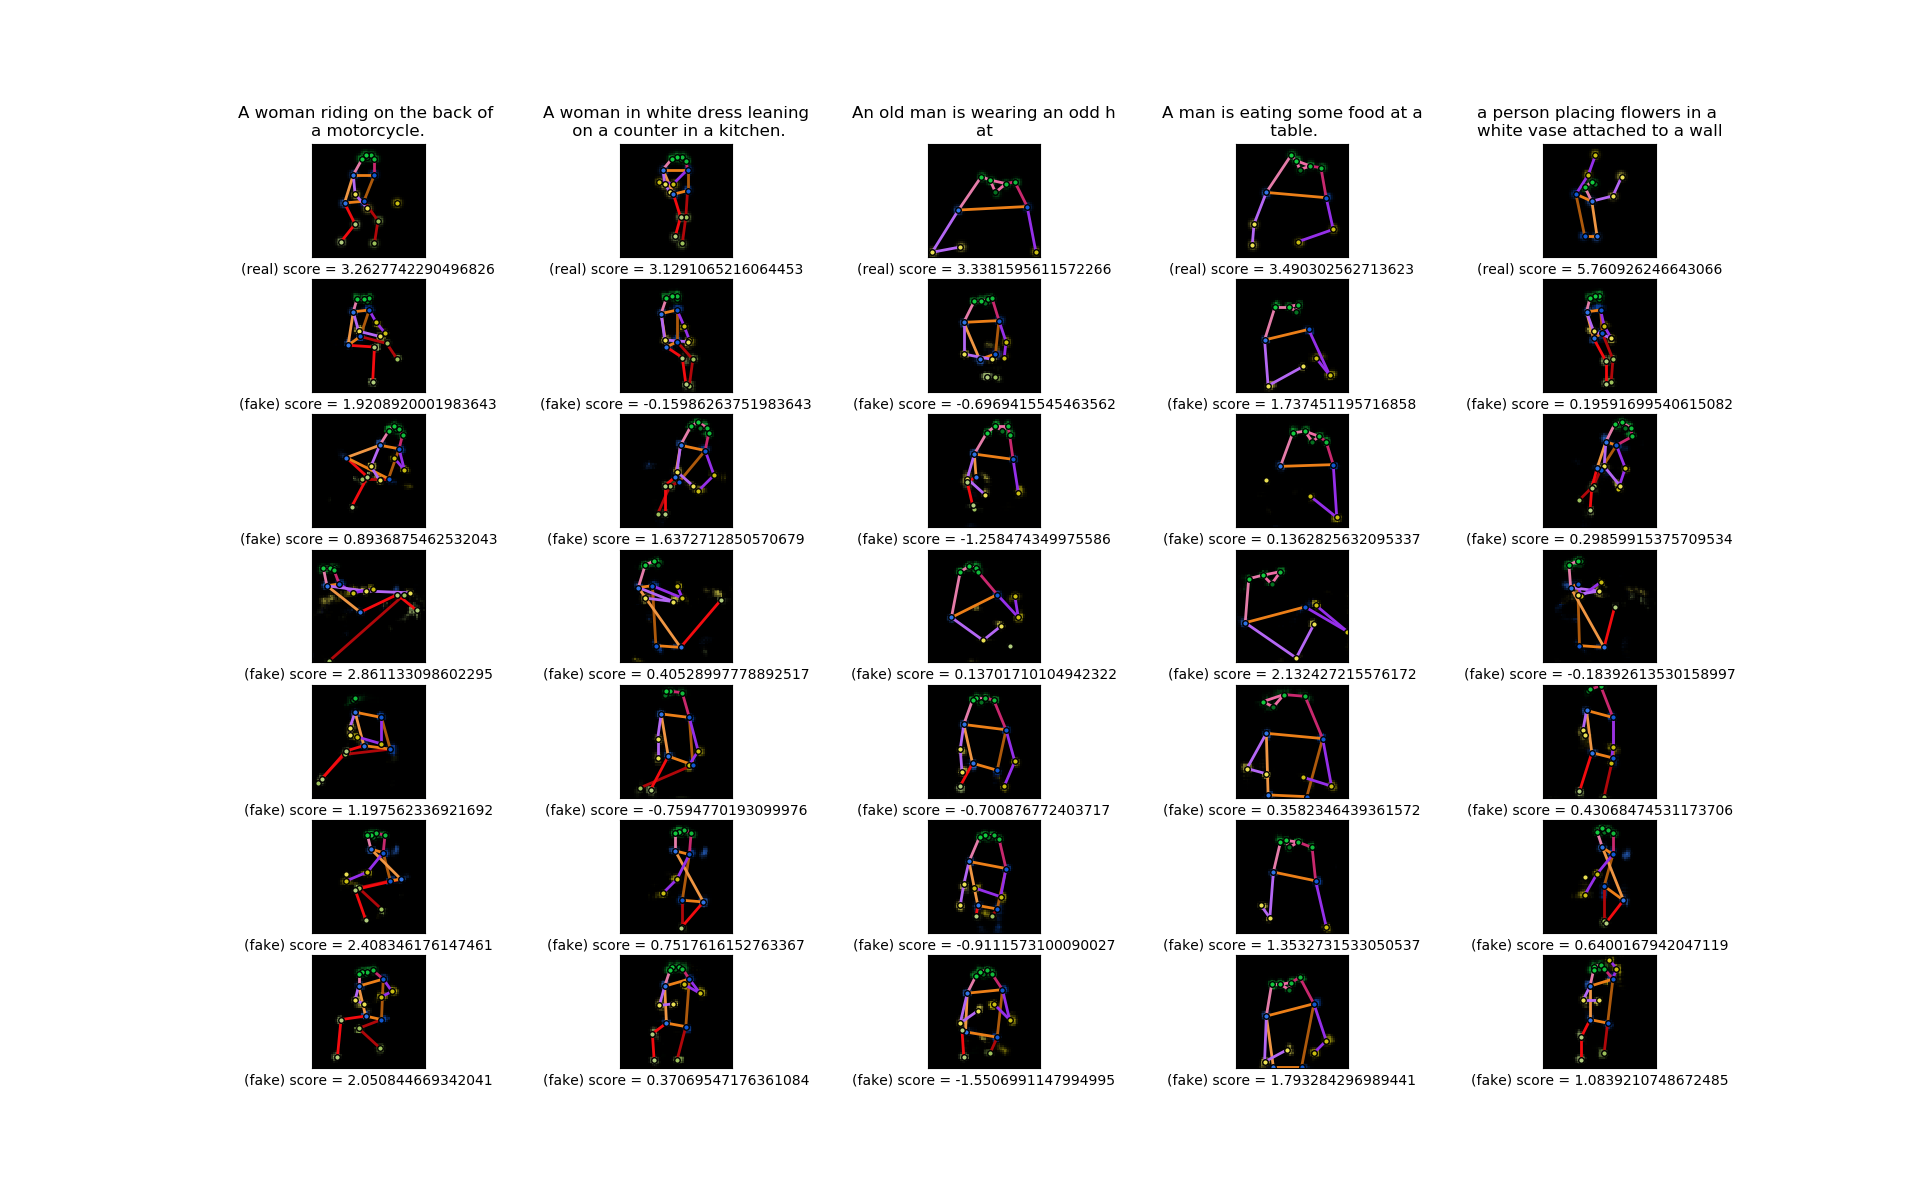 A woman riding on the back of
a motorcycle.
A woman in white dress leaning
on a counter in a kitchen.
An old man is wearing an odd h
at
A man is eating some food at a
table.
a person placing flowers in a
white vase attached to a wall
(real) score = 3.2627742290496826
(real) score = 3.1291065216064453
(real) score = 3.3381595611572266
(real) score = 3.490302562713623
(real) score = 5.760926246643066
(fake) score = 1.9208920001983643
(fake) score = -0.15986263751983643
(fake) score = -0.6969415545463562
(fake) score = 1.737451195716858
(fake) score = 0.19591699540615082
(fake) score = 0.8936875462532043
(fake) score = 1.6372712850570679
(fake) score = -1.258474349975586
(fake) score = 0.1362825632095337
(fake) score = 0.29859915375709534
(fake) score = 2.861133098602295
(fake) score = 0.40528997778892517
(fake) score = 0.13701710104942322
(fake) score = 2.132427215576172
(fake) score = -0.18392613530158997
(fake) score = 1.197562336921692
(fake) score = -0.7594770193099976
(fake) score = -0.700876772403717
(fake) score = 0.3582346439361572
(fake) score = 0.43068474531173706
(fake) score = 2.408346176147461
(fake) score = 0.7517616152763367
(fake) score = -0.9111573100090027
(fake) score = 1.3532731533050537
(fake) score = 0.6400167942047119
(fake) score = 2.050844669342041
(fake) score = 0.37069547176361084
(fake) score = -1.5506991147994995
(fake) score = 1.793284296989441
(fake) score = 1.0839210748672485